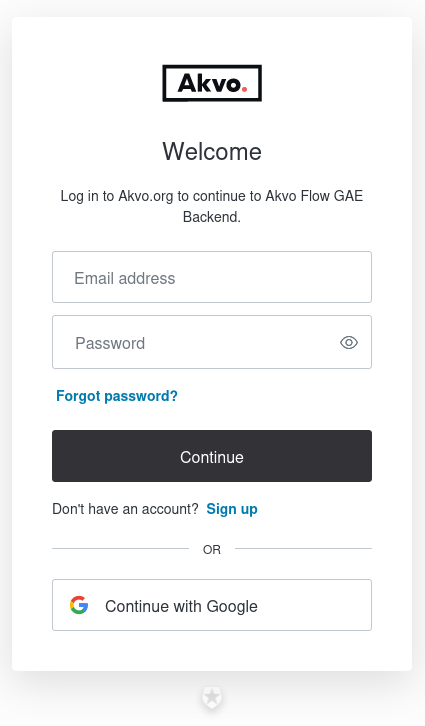 Akvo.
Welcome
Log in to Akvo.org to continue to Akvo Flow GAE
Backend.
Email address
Password
Forgot password?
Continue
Don't have an account? Sign up
OR
Continue with Google